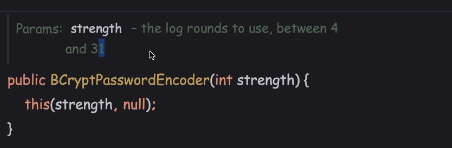 Params: strength – the log rounds to use, between 4
and 31
public BCryptPasswordEncoder(int strength) {
this(strength, null);
}